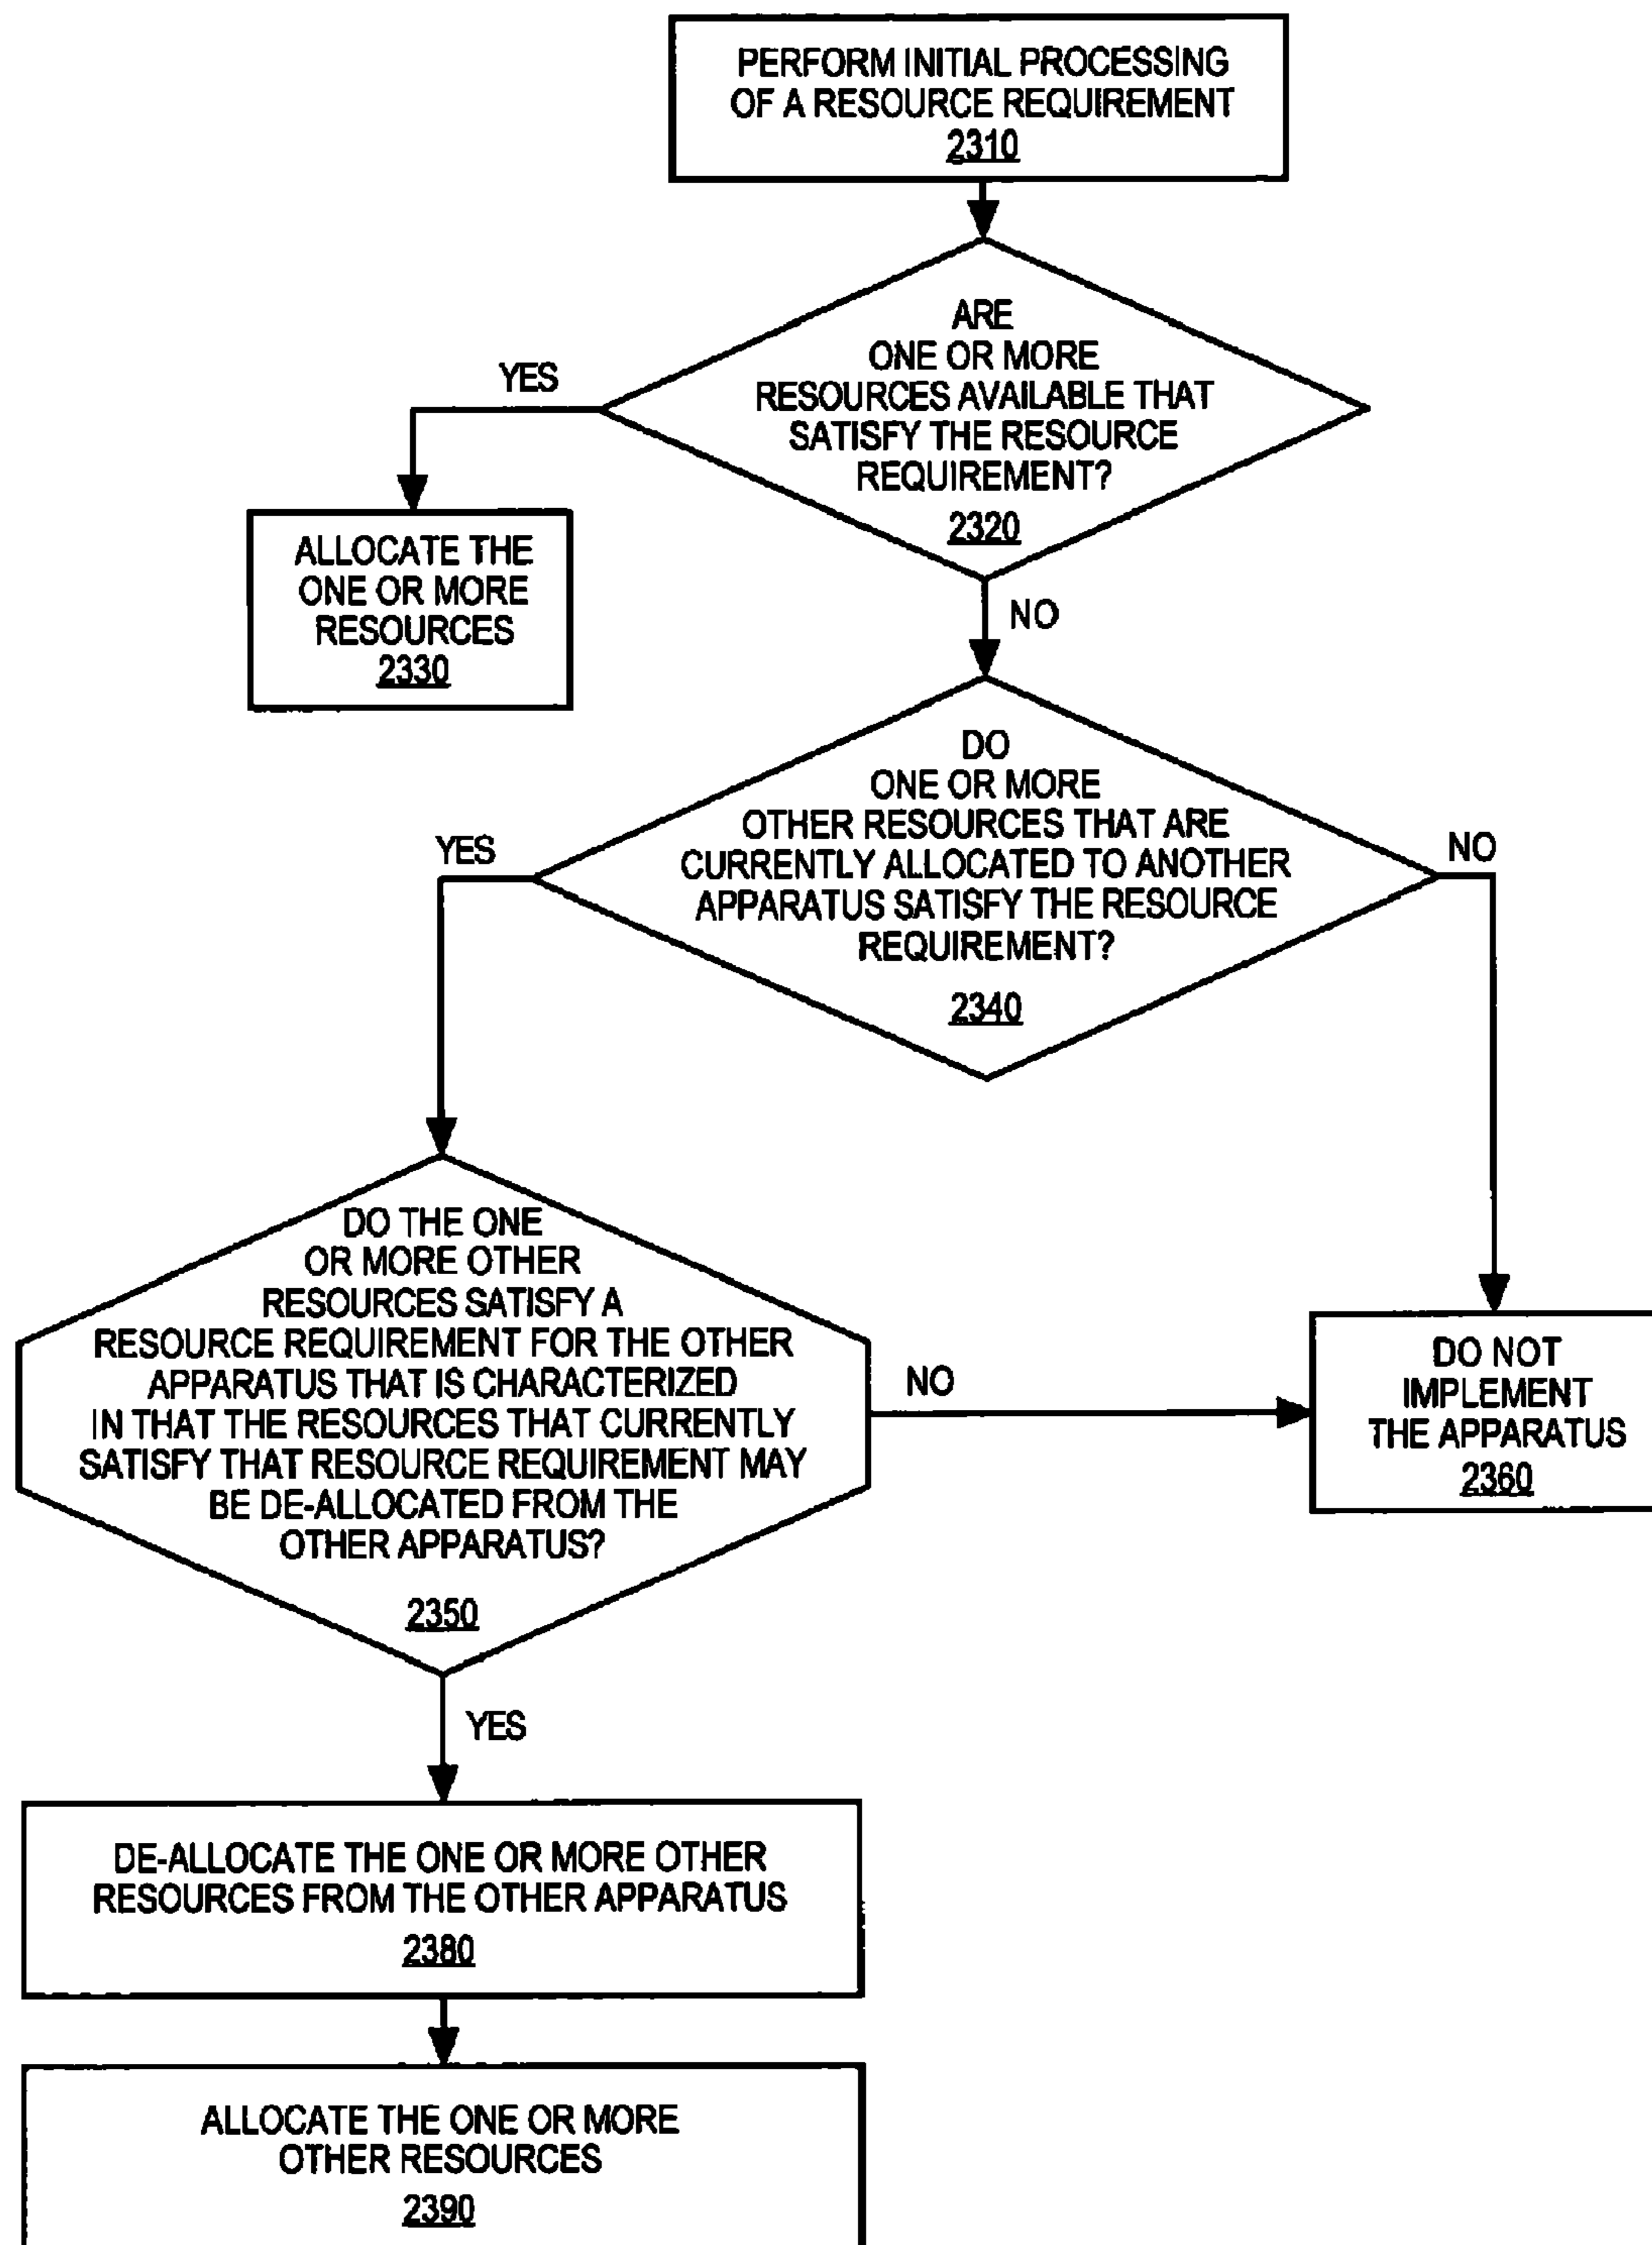 PERFORM INITIAL PROCESSING
OF A RESOURCE REQUIREMENT
2310
ARE
ONE OR MORE
RESOURCES AVAILABLE THAT
SATISFY THE RESOURCE
REQUIREMENT?
2320
YES
NO
ALLOCATE THE
ONE OR MORE
RESOURCES
2330
DO
ONE OR MORE
OTHER RESOURCES THAT ARE
CURRENTLY ALLOCATED TO ANOTHER
APPARATUS SATISFY THE RESOURCE
REQUIREMENT?
2340
YES
NO
DO THE ONE
OR MORE OTHER
RESOURCES SATISFY A
RESOURCE REQUIREMENT FOR THE OTHER
APPARATUS THAT IS CHARACTERIZED
IN THAT THE RESOURCES THAT CURRENTLY
SATISFY THAT RESOURCE REQUIREMENT MAY
BE DE-ALLOCATED FROM THE
OTHER APPARATUS?
2350
NO
DO NOT
IMPLEMENT
THE APPARATUS
2360
YES
DE-ALLOCATE THE ONE OR MORE OTHER
RESOURCES FROM THE OTHER APPARATUS
2380
ALLOCATE THE ONE OR MORE
OTHER RESOURCES
2390